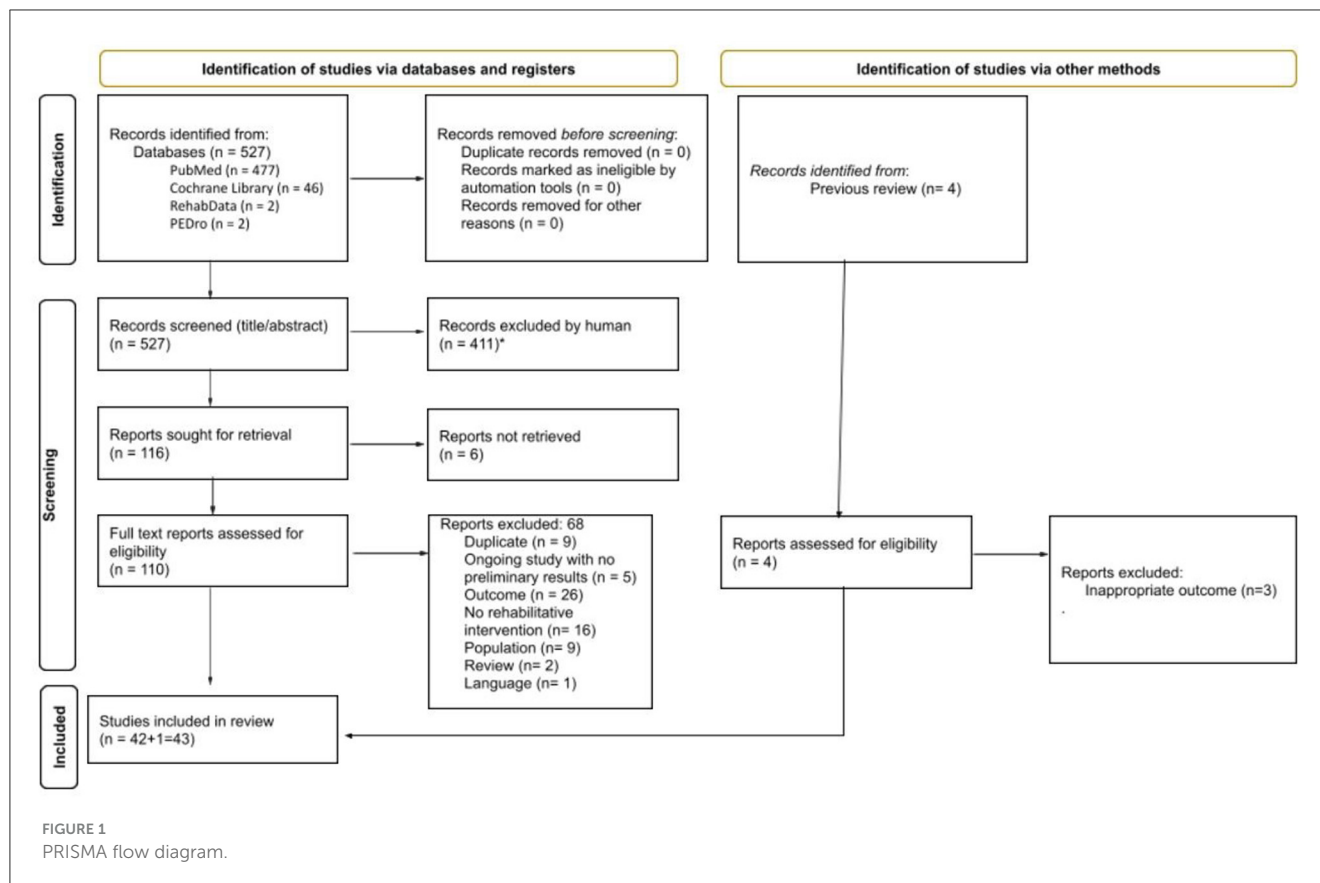 Identification of studies via databases and registers
Identification of studies via other methods
Identification
Records identified from:
Databases (n = 527)
PubMed (n = 477)
Cochrane Library (n = 46)
RehabData (n = 2)
PEDro (n = 2)
Records removed before screening:
Duplicate records removed (n = 0)
Records marked as ineligible by
automation tools (n = 0)
Records removed for other
reasons (n = 0)
Records identified from:
Previous review (n= 4)
Screening
Records screened (title/abstract)
(n = 527)
Records excluded by human
(n = 411)*
Reports sought for retrieval
(n = 116)
Reports not retrieved
(n = 6)
Full text reports assessed for
eligibility
(n = 110)
Reports excluded: 68
Duplicate (n = 9)
Ongoing study with no
preliminary results (n = 5)
Outcome (n = 26)
No rehabilitative
intervention (n= 16)
Population (n= 9)
Review (n= 2)
Language (n= 1)
Reports assessed for eligibility
(n = 4)
Reports excluded:
Inappropriate outcome (n=3)
.
Included
Studies included in review
(n = 42+1=43)
FIGURE 1
PRISMA flow diagram.